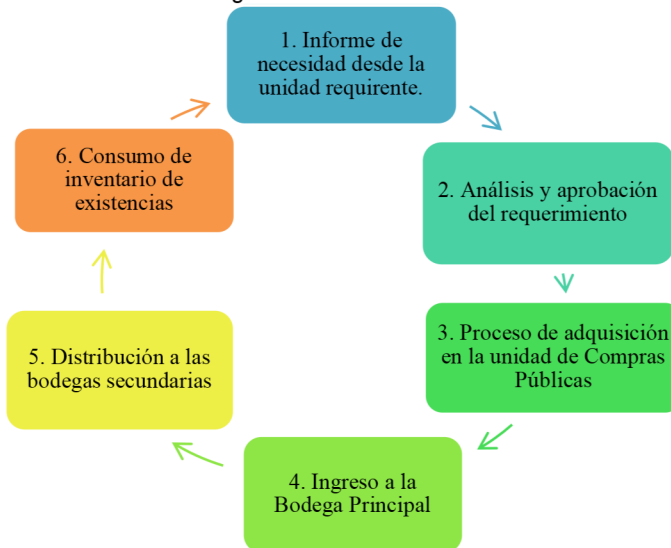 1. Informe de
necesidad desde la
unidad requirente.
2. Análisis y aprobación
del requerimiento
3. Proceso de adquisición
en la unidad de Compras
Públicas
4. Ingreso a la
Bodega Principal
5. Distribución a las
bodegas secundarias
6. Consumo de
inventario de
existencias